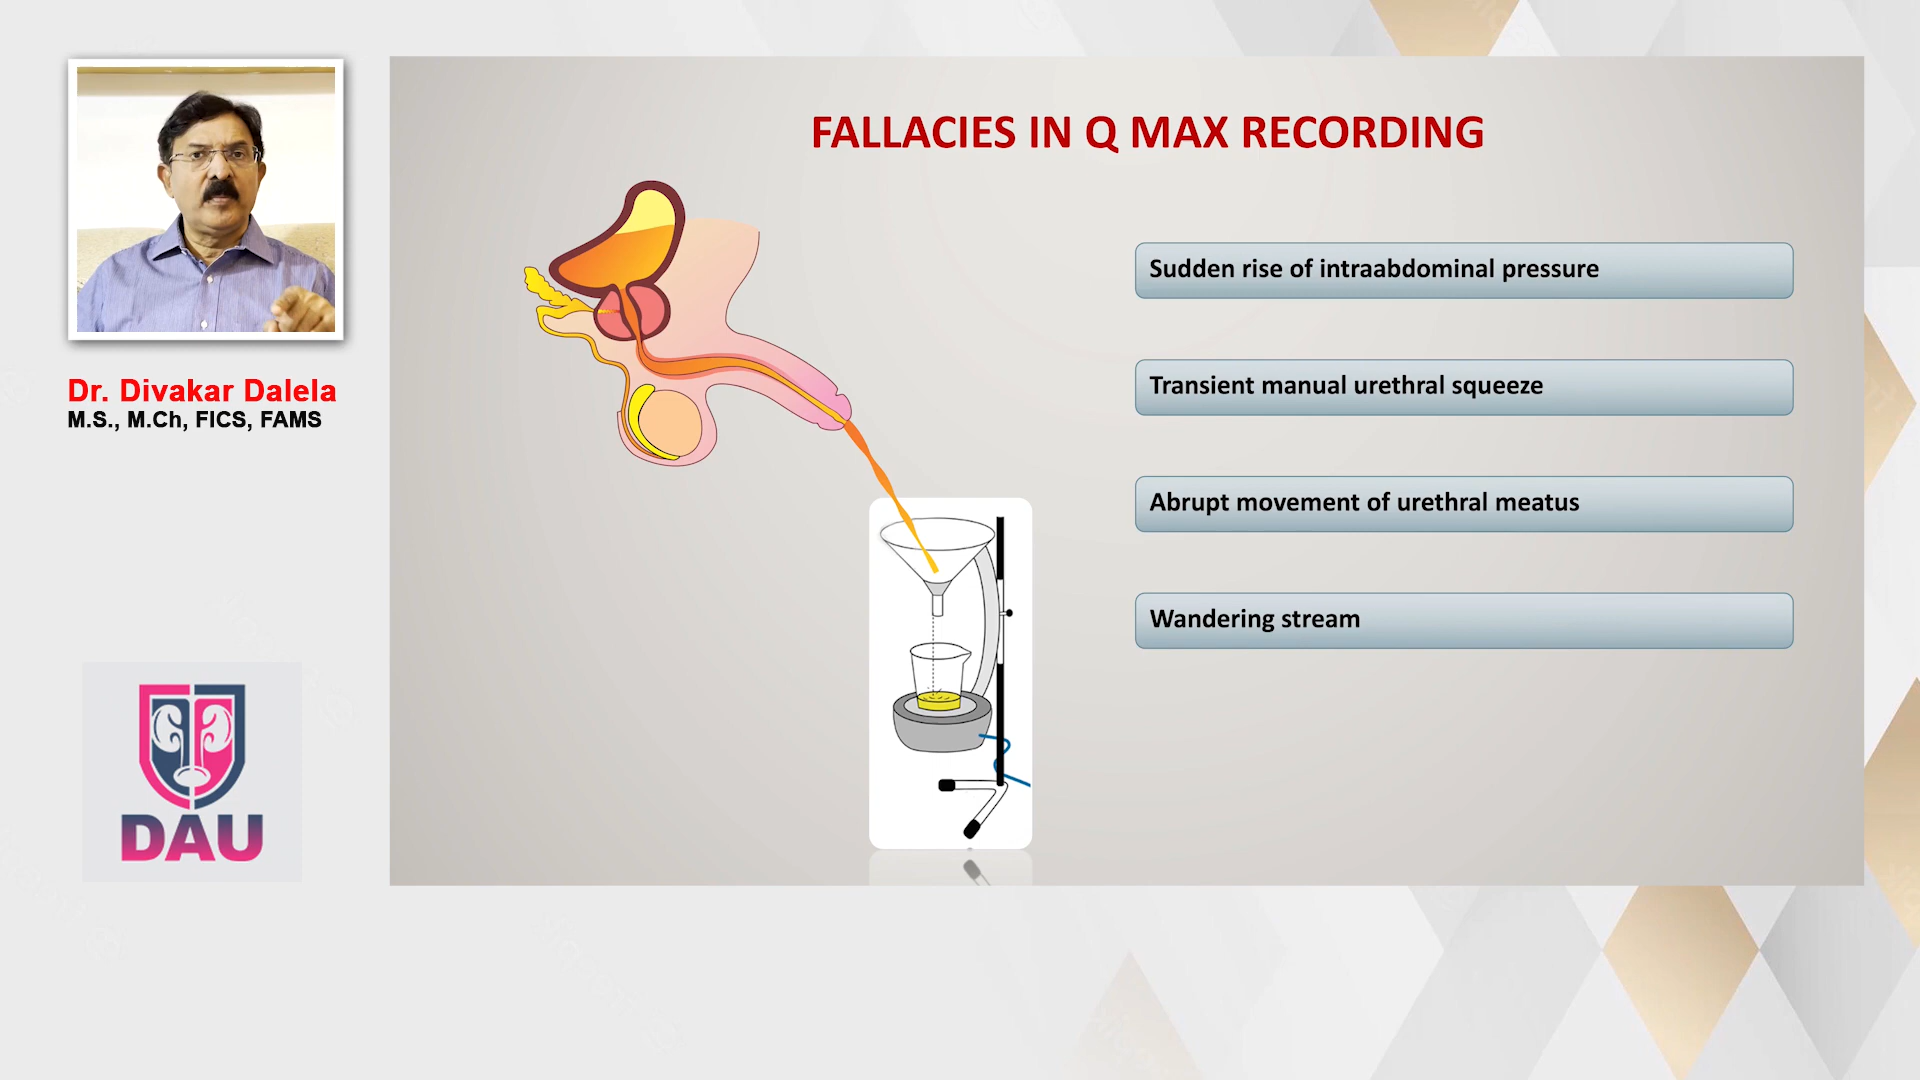 FALLACIES IN Q MAX RECORDING
Sudden rise of intraabdominal pressure
Transient manual urethral squeeze
Abrupt movement of urethral meatus
Wandering stream
Dr. Divakar Dalela
M.S., M.Ch, FICS, FAMS
DAU